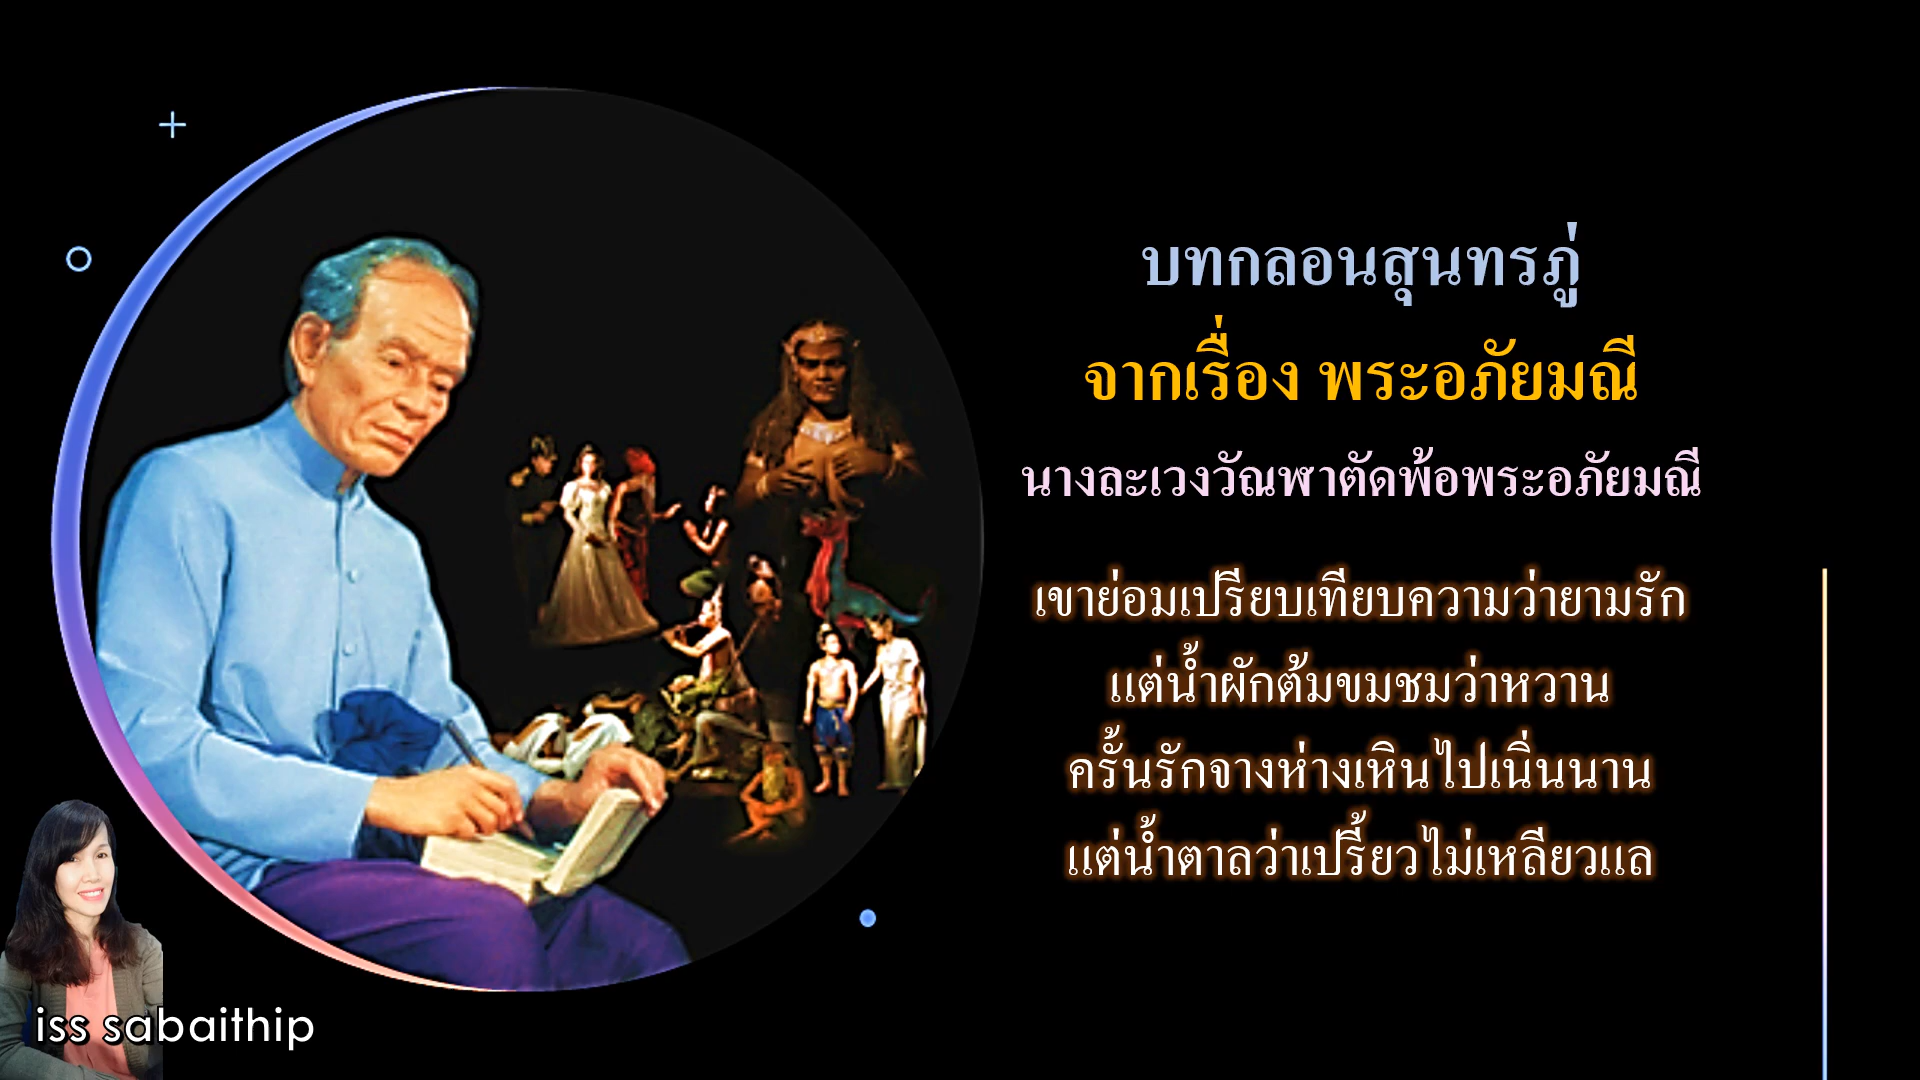 บทกลอนสุนทรภู่
จากเรื่อง พระอภัยมณี
นางละเวงวัณฬาตัดพ้อพระอภัยมณี
เขาย่อมเปรียบเทียบความว่ายามรัก
แต่น้ำผักต้มขมชมว่าหวาน
ครั้นรักจางห่างเหินไปเนิ่นนาน
แต่น้ำตาลว่าเปรี้ยวไม่เหลียวแล
iss sabaithip